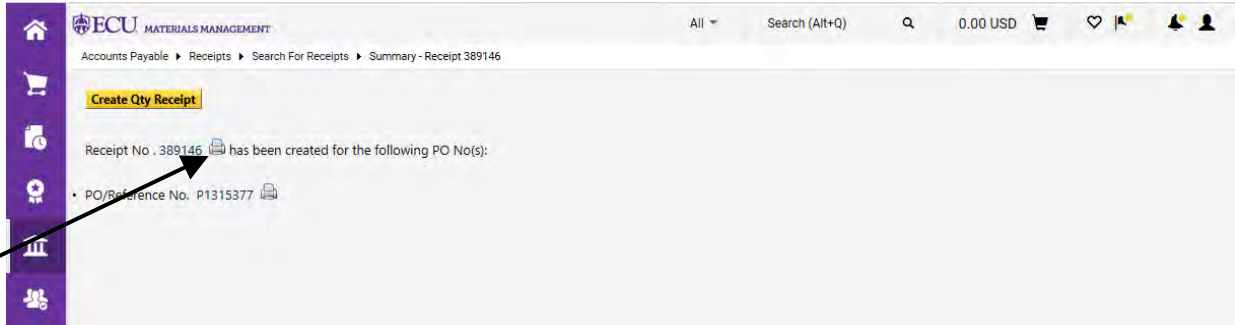 ECU MATERIALS MANAGEMENT All Search (Alt+Q) 0.00 USD
Accounts Payable ▸ Receipts ▸ Search For Receipts ▸ Summary - Receipt 389146
Create Qty Receipt
Receipt No . 389146 has been created for the following PO No(s):
• PO/Reference No. P1315377